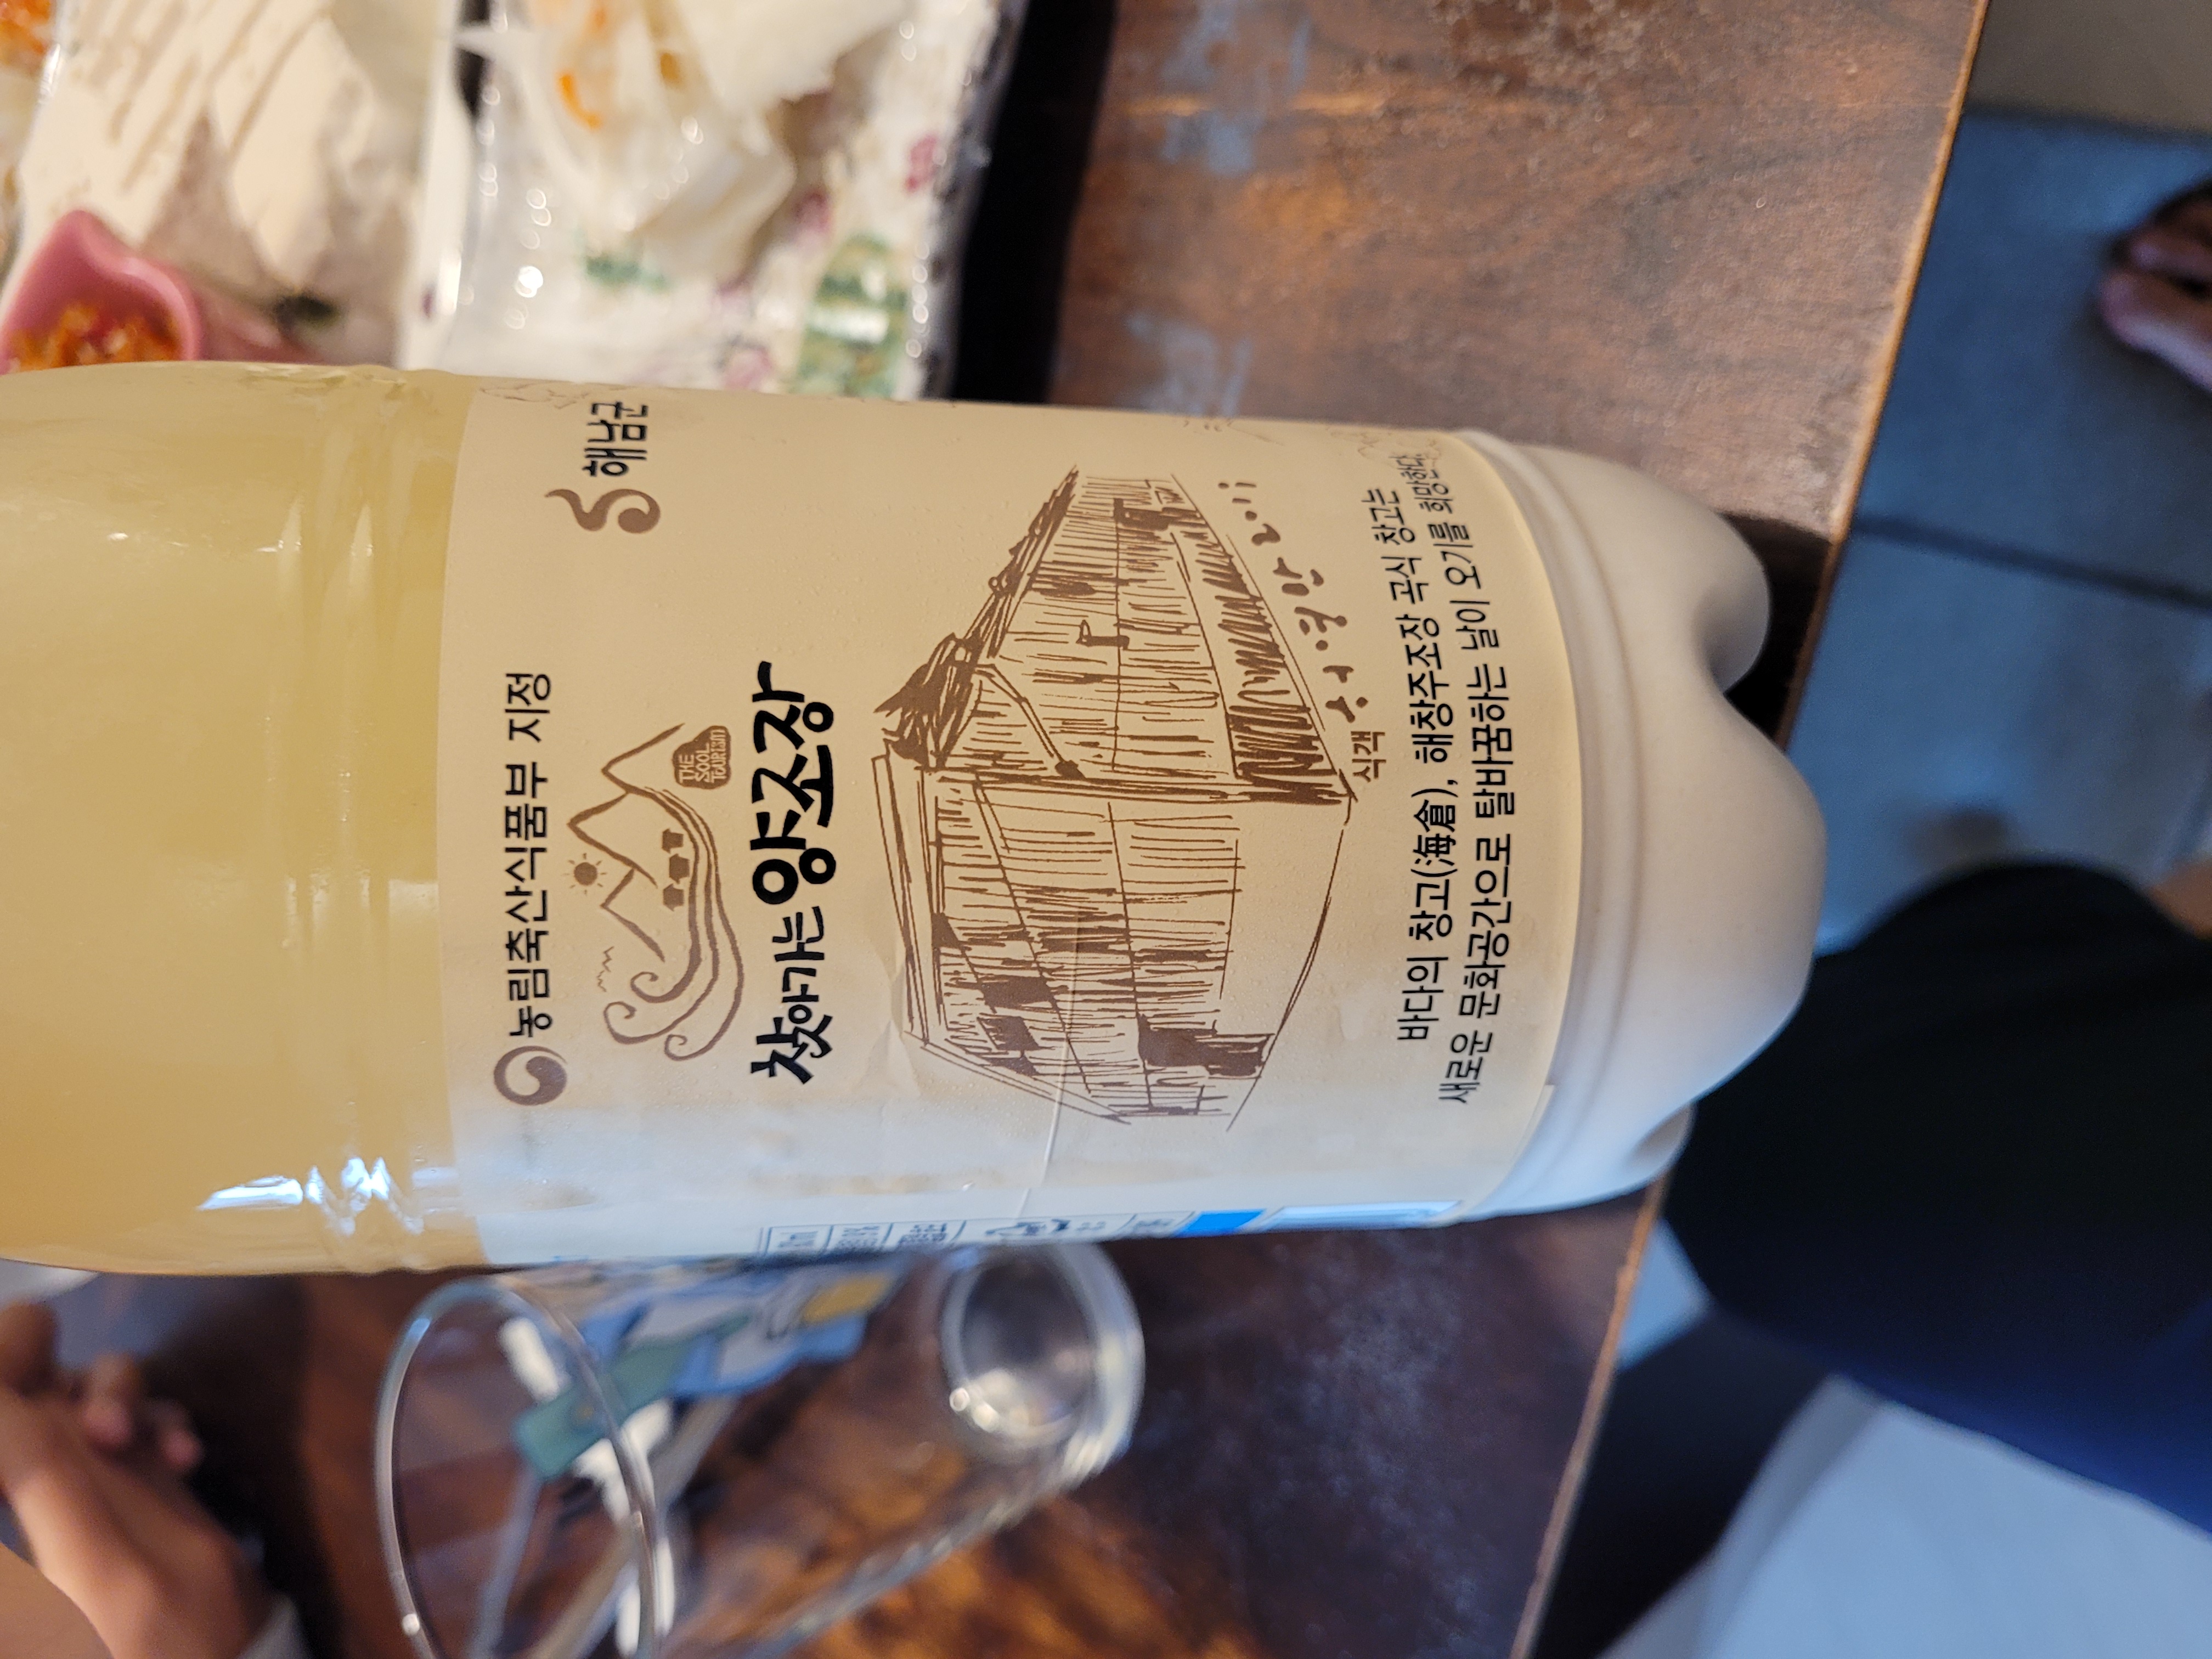 농림축산식품부 지정
해남군
THE
SOOL
TOUR
찾아가는 양조장
식객
바다의 창고(海倉), 해창주조장 곡식 창고는
새로운 문화공간으로 탈바꿈하는 날이 오기를 희망한다.